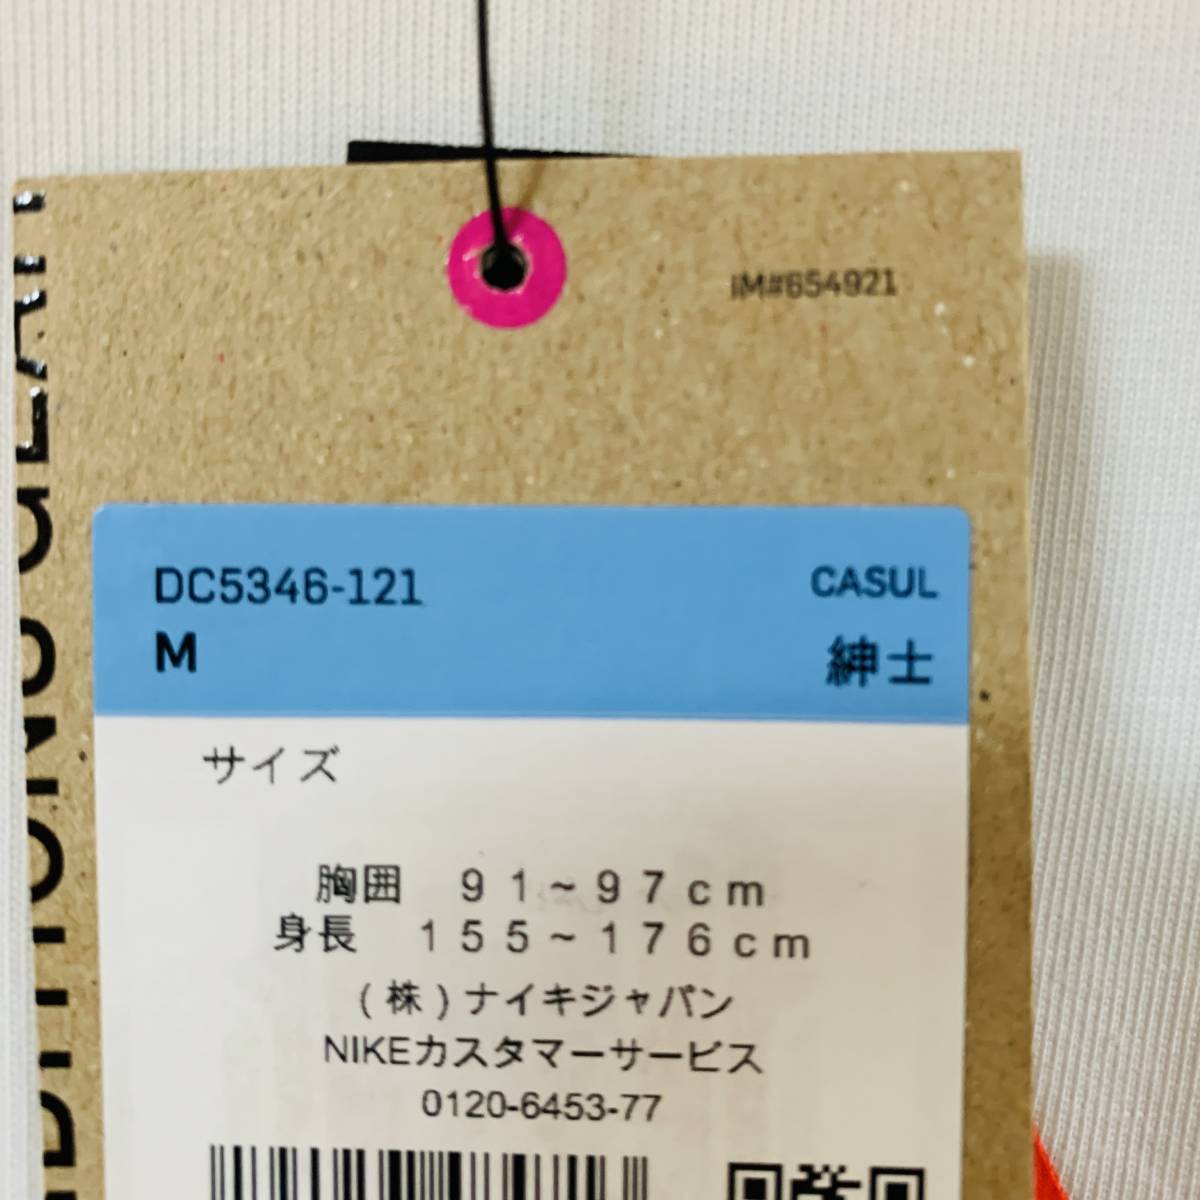 IM#654921
DC5346-121
CASUL
M
紳士
サイズ
胸囲 91~97cm
身長 155~176cm
(株)ナイキジャパン
NIKEカスタマーサービス
0120-6453-77